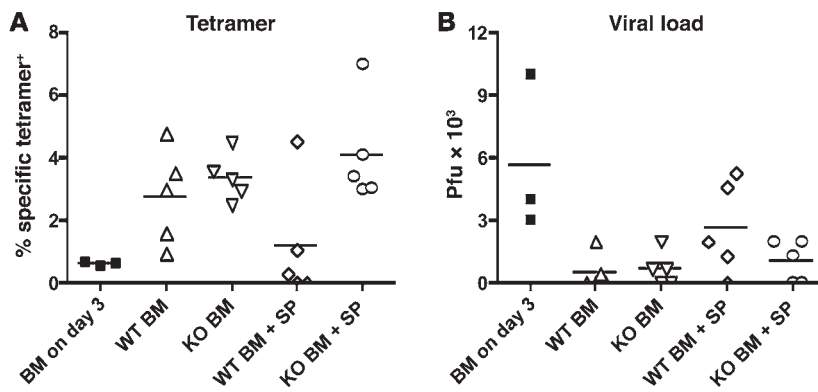 A
Tetramer
% specific tetramer⁺
8
6
4
2
0
BM on day 3
WT BM
KO BM
WT BM + SP
KO BM + SP
B
Viral load
Pfu × 10³
12
9
6
3
0
BM on day 3
WT BM
KO BM
WT BM + SP
KO BM + SP